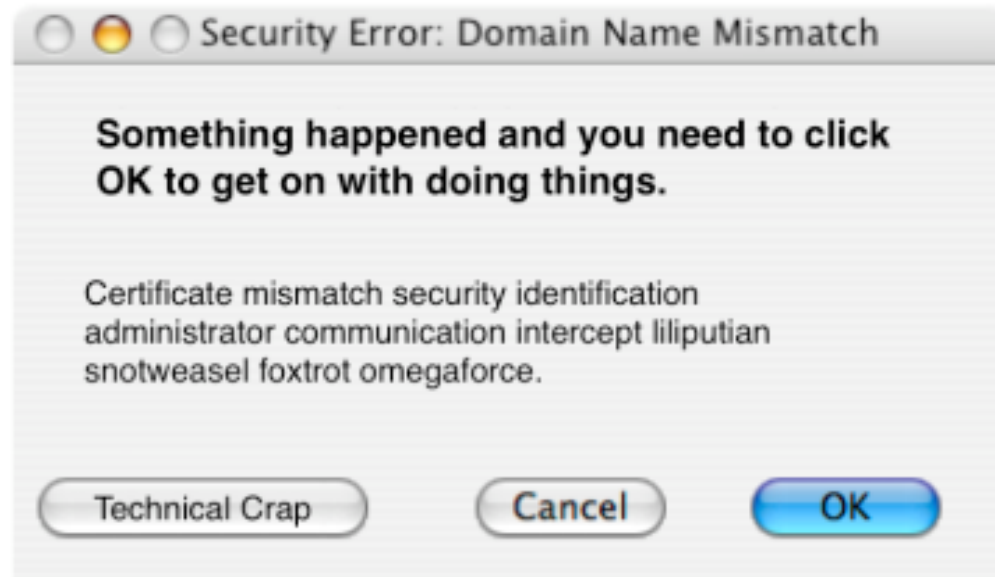 Security Error: Domain Name Mismatch
Something happened and you need to click
OK to get on with doing things.
Certificate mismatch security identification
administrator communication intercept liliputian
snotweasel foxtrot omegaforce.
Technical Crap Cancel OK